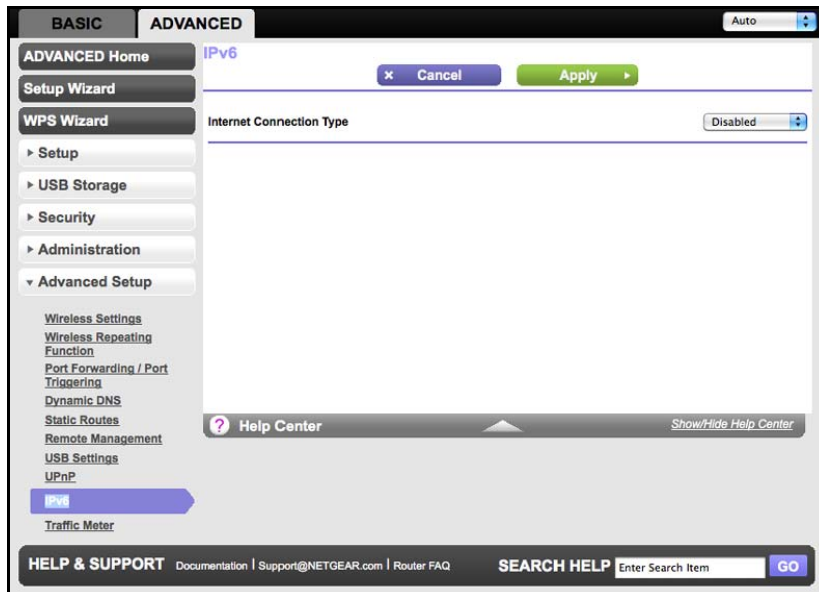 BASIC
ADVANCED
Auto
ADVANCED Home
Setup Wizard
WPS Wizard
Setup
USB Storage
Security
Administration
Advanced Setup
Wireless Settings
Wireless Repeating
Function
Port Forwarding / Port
Triggering
Dynamic DNS
Static Routes
Remote Management
USB Settings
UPnP
IPv6
Traffic Meter
IPv6
× Cancel
Apply
Internet Connection Type
Disabled
? Help Center
Show/Hide Help Center
HELP & SUPPORT Documentation | Support@NETGEAR.com | Router FAQ
SEARCH HELP Enter Search Item GO